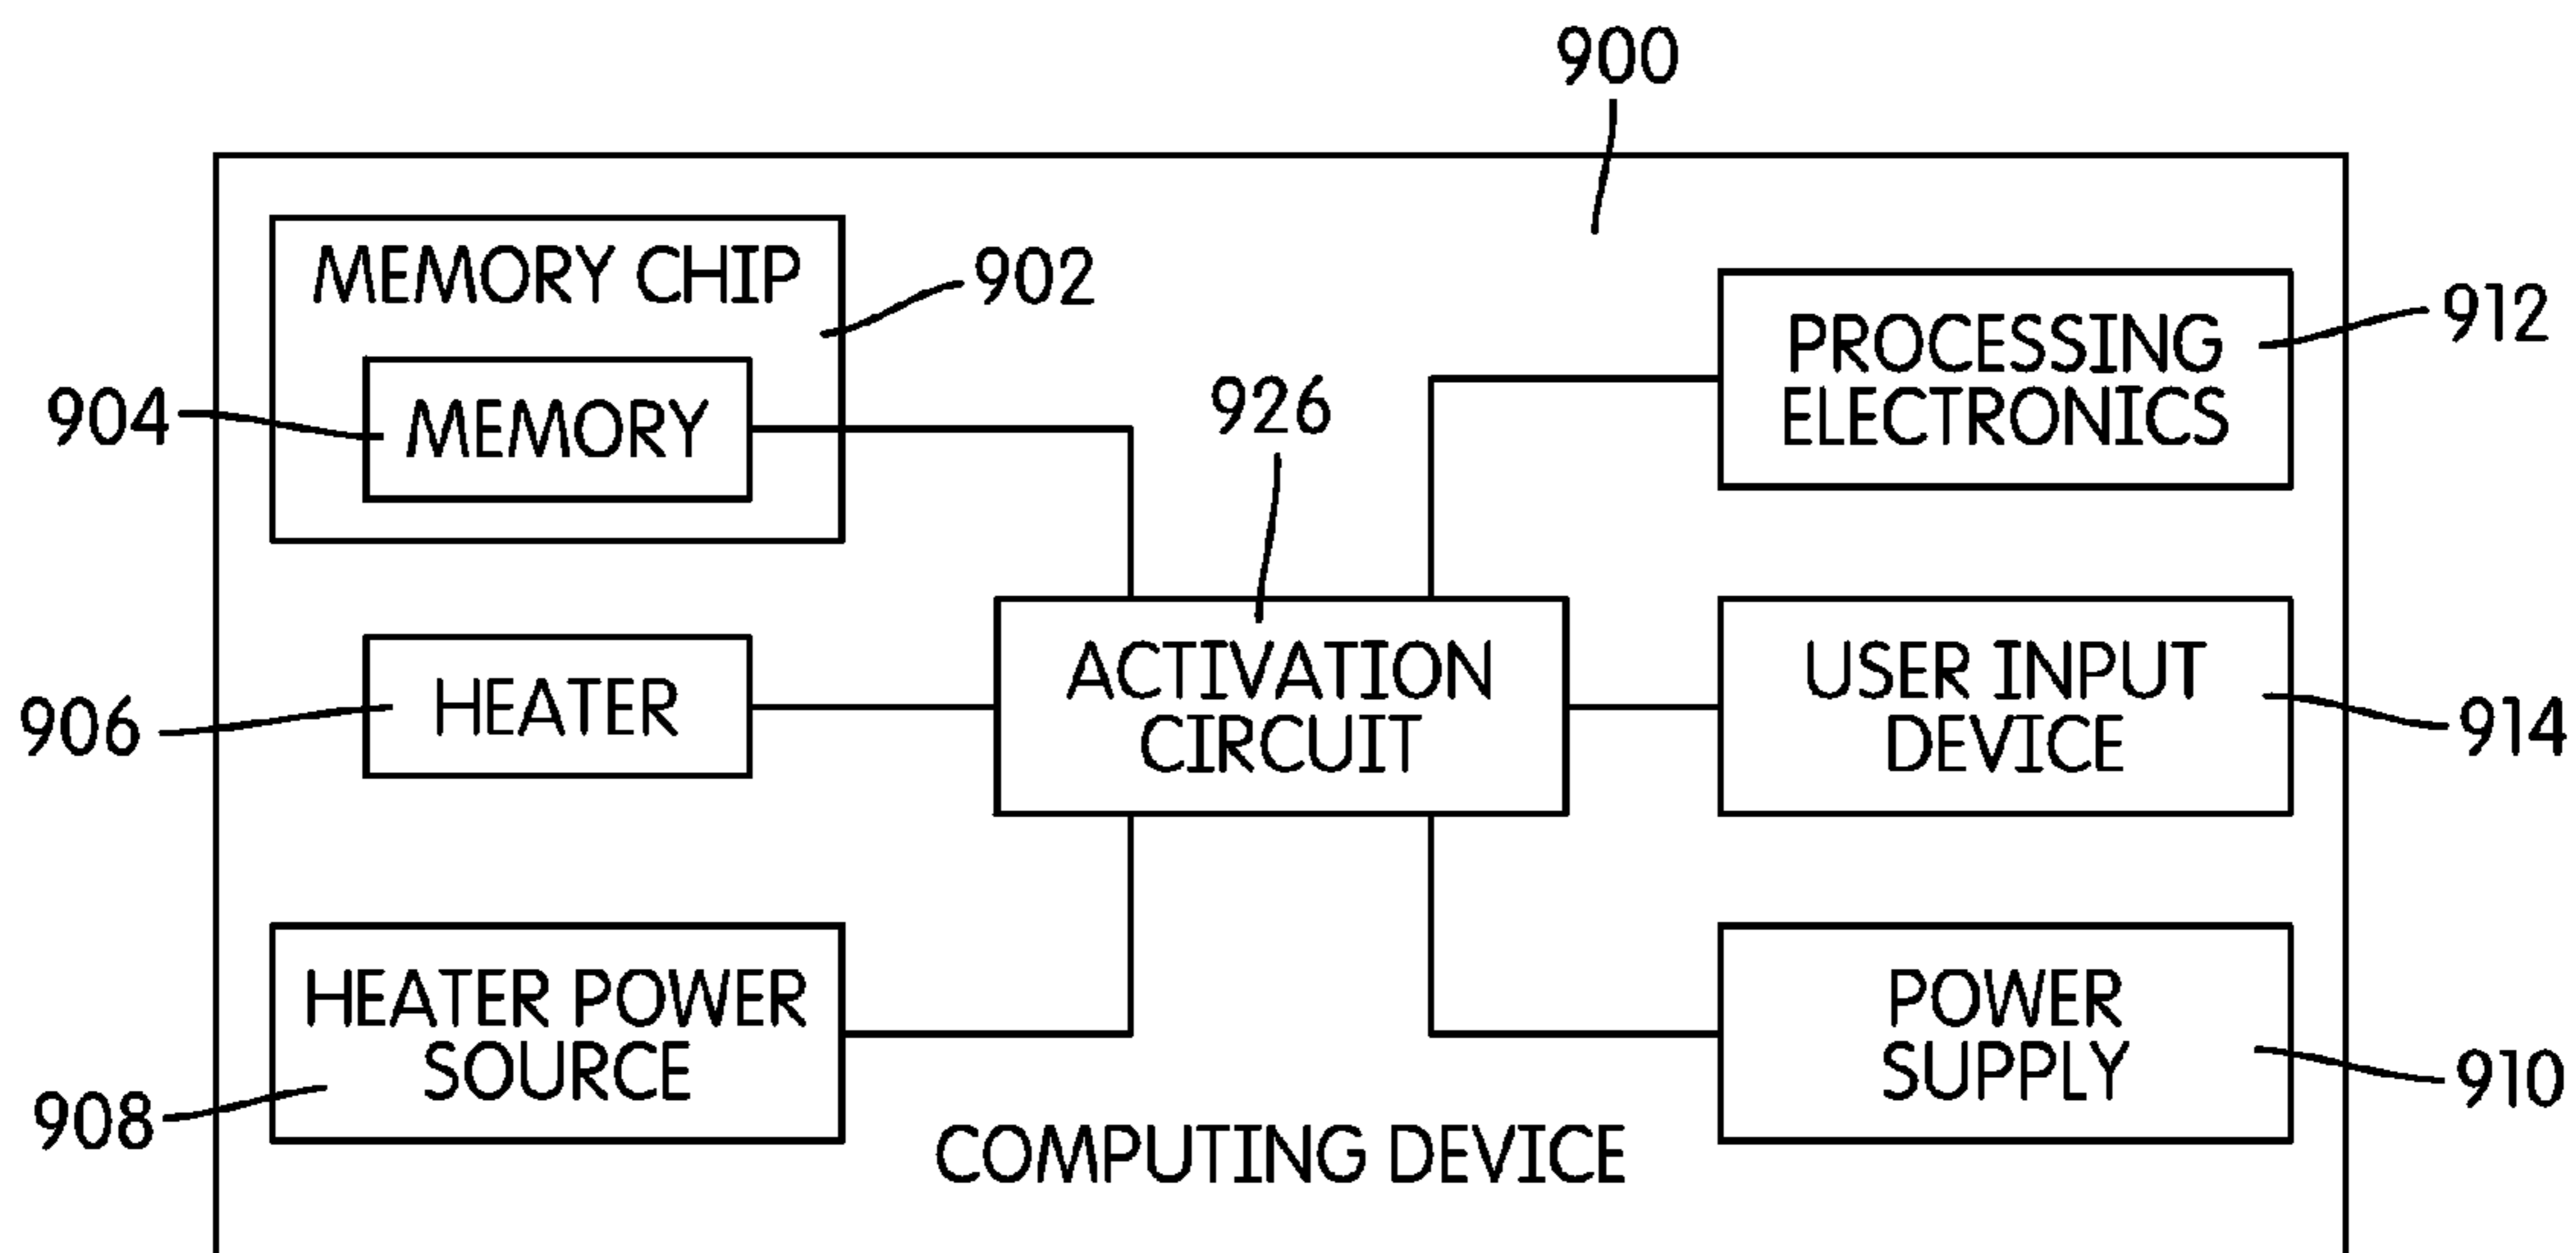 900
MEMORY CHIP
902
904
MEMORY
926
PROCESSING
ELECTRONICS
912
906
HEATER
ACTIVATION
CIRCUIT
USER INPUT
DEVICE
914
HEATER POWER
SOURCE
908
POWER
SUPPLY
910
COMPUTING DEVICE